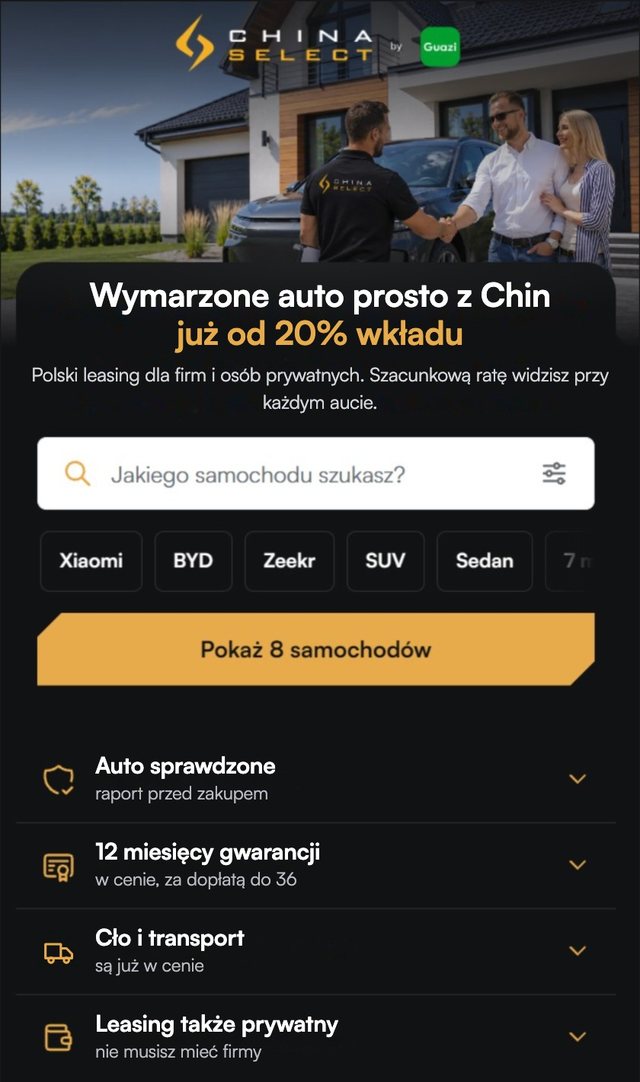 CHINA
SELECT
by
Guazi
CHINA
SELECT
Wymarzone auto prosto z Chin
już od 20% wkładu
Polski leasing dla firm i osób prywatnych. Szacunkową ratę widzisz przy
każdym aucie.
Jakiego samochodu szukasz?
Xiaomi BYD Zeekr SUV Sedan 7
Pokaż 8 samochodów
Auto sprawdzone
raport przed zakupem
12 miesięcy gwarancji
w cenie, za dopłatą do 36
Cło i transport
są już w cenie
Leasing także prywatny
nie musisz mieć firmy